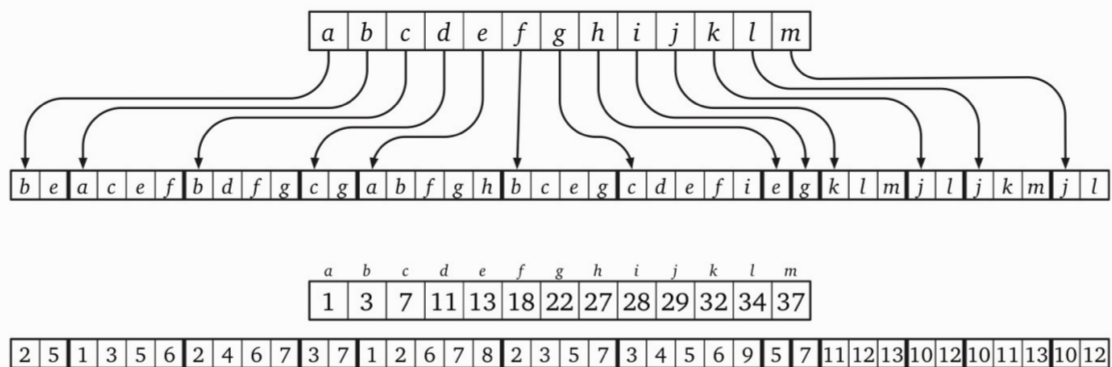 a b c d e f g h i j k l m
b e a c e f b d f g c g a b f g h b c e g c d e f i e g k l m j l j k m j l
a b c d e f g h i j k l m
1 3 7 11 13 18 22 27 28 29 32 34 37
2 5 1 3 5 6 2 4 6 7 3 7 1 2 6 7 8 2 3 5 7 3 4 5 6 9 5 7 11 12 13 10 12 10 11 13 10 12